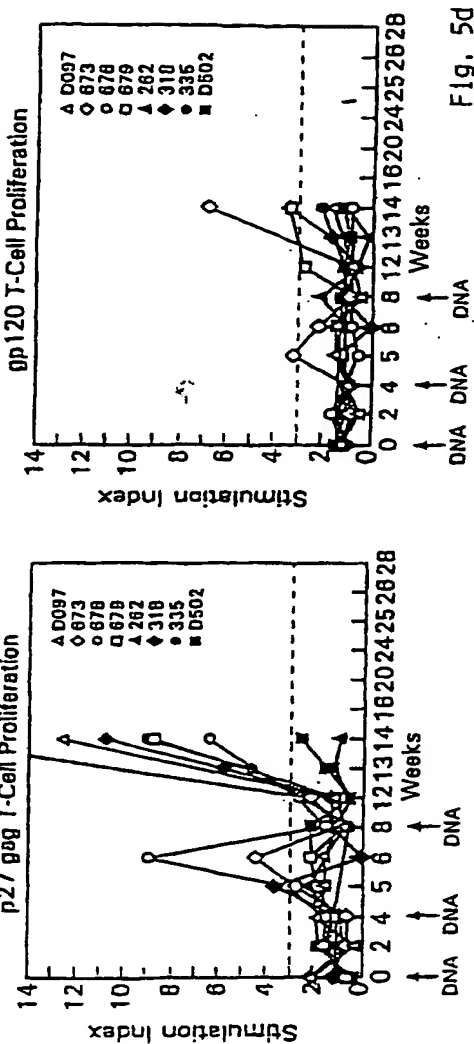 p27 gag T-Cell Proliferation
Stimulation Index
14
12
10
8
6
4
2
0
△ D097
◇ 673
○ 678
□ 679
▲ 262
◆ 318
● 335
■ D502
0 2 4 5 6 8 12 13 14 16 20 24 25 26 28
Weeks
DNA DNA DNA
gp120 T-Cell Proliferation
Stimulation Index
14
12
10
8
6
4
2
0
△ D097
◇ 673
○ 678
□ 679
▲ 262
◆ 318
● 335
■ D502
0 2 4 5 6 8 12 13 14 16 20 24 25 26 28
Weeks
DNA DNA DNA
Fig. 5d